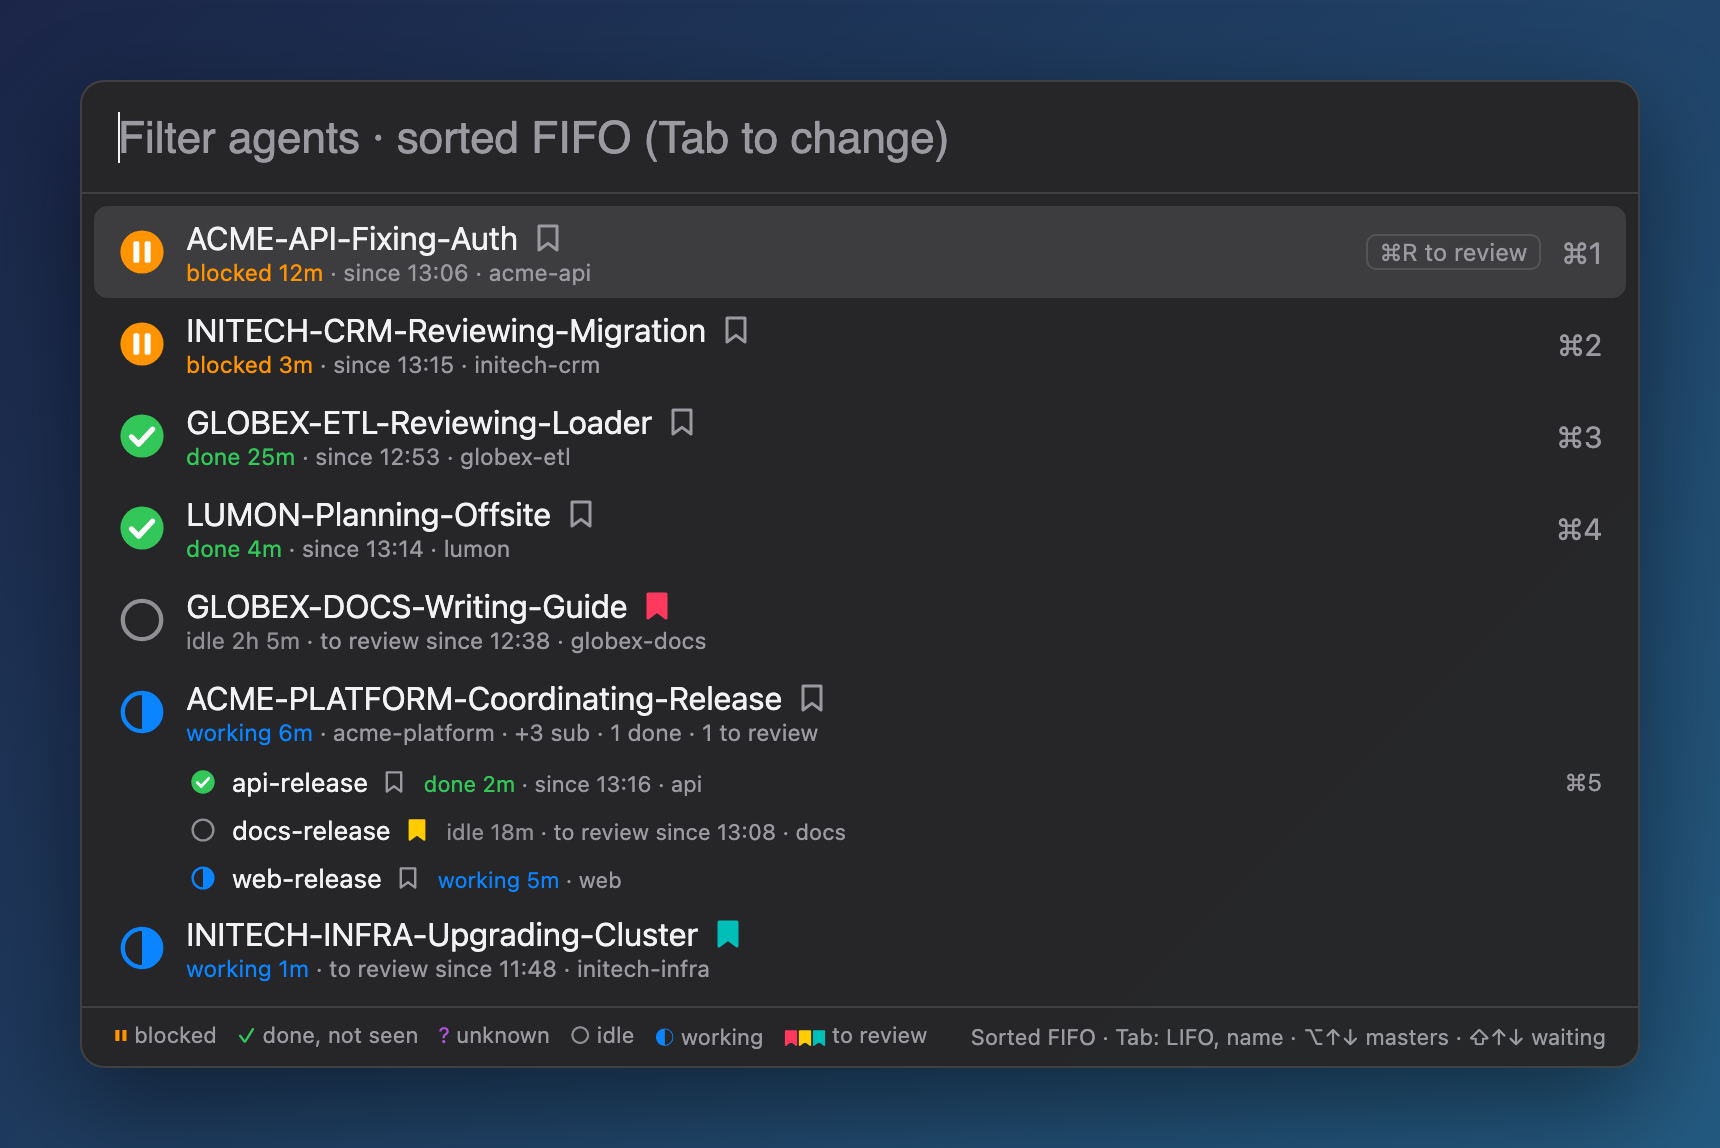 Filter agents · sorted FIFO (Tab to change)
ACME-API-Fixing-Auth
blocked 12m · since 13:06 · acme-api
⌘R to review ⌘1
INITECH-CRM-Reviewing-Migration
blocked 3m · since 13:15 · initech-crm
⌘2
GLOBEX-ETL-Reviewing-Loader
done 25m · since 12:53 · globex-etl
⌘3
LUMON-Planning-Offsite
done 4m · since 13:14 · lumon
⌘4
GLOBEX-DOCS-Writing-Guide
idle 2h 5m · to review since 12:38 · globex-docs
ACME-PLATFORM-Coordinating-Release
working 6m · acme-platform · +3 sub · 1 done · 1 to review
api-release done 2m · since 13:16 · api ⌘5
docs-release idle 18m · to review since 13:08 · docs
web-release working 5m · web
INITECH-INFRA-Upgrading-Cluster
working 1m · to review since 11:48 · initech-infra
blocked ✓ done, not seen ? unknown idle working to review Sorted FIFO · Tab: LIFO, name · ⌥↑↓ masters · ⇧↑↓ waiting